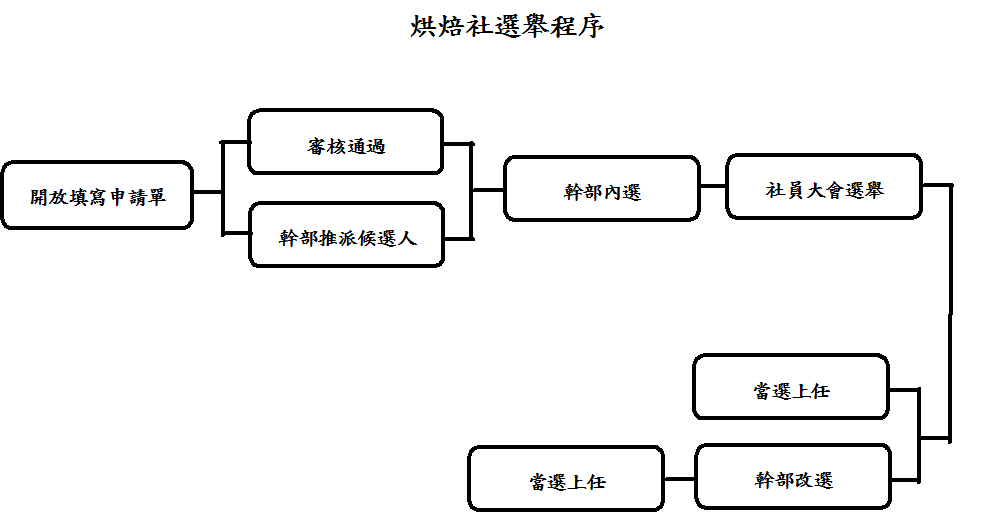 烘焙社選舉程序
開放填寫申請單
審核通過
幹部推派候選人
幹部內選
社員大會選舉
當選上任
幹部改選
當選上任